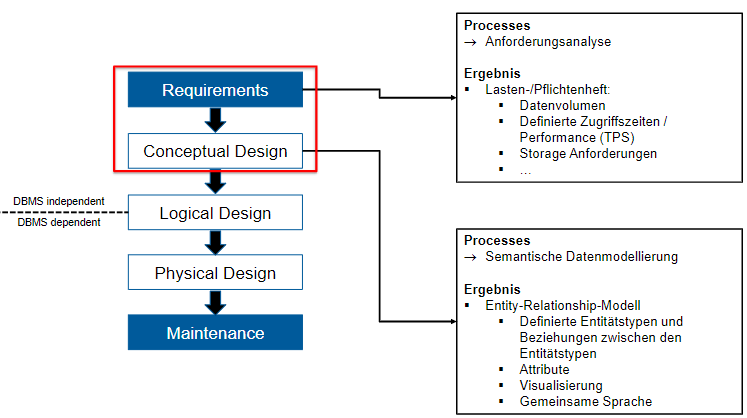 Requirements
Conceptual Design
DBMS independent
DBMS dependent
Logical Design
Physical Design
Maintenance
Processes
→ Anforderungsanalyse
Ergebnis
▪ Lasten-/Pflichtenheft:
▪ Datenvolumen
▪ Definierte Zugriffszeiten /
Performance (TPS)
▪ Storage Anforderungen
▪ ...
Processes
→ Semantische Datenmodellierung
Ergebnis
▪ Entity-Relationship-Modell
▪ Definierte Entitätstypen und
Beziehungen zwischen den
Entitätstypen
▪ Attribute
▪ Visualisierung
▪ Gemeinsame Sprache